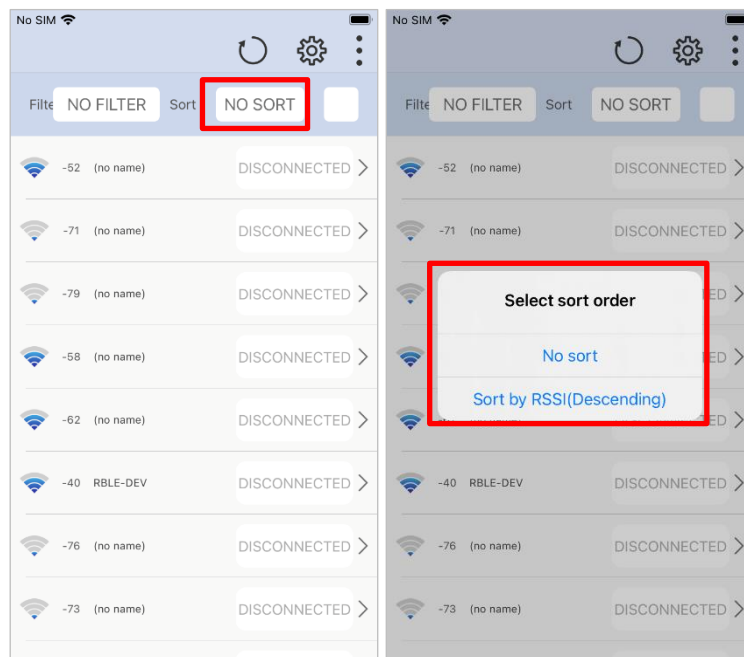 No SIM
Filte NO FILTER Sort NO SORT
-52 (no name) DISCONNECTED
-71 (no name) DISCONNECTED
-79 (no name) DISCONNECTED
-58 (no name) DISCONNECTED
-62 (no name) DISCONNECTED
-40 RBLE-DEV DISCONNECTED
-76 (no name) DISCONNECTED
-73 (no name) DISCONNECTED
No SIM
Filte NO FILTER Sort NO SORT
-52 (no name) DISCONNECTED
-71 (no name) DISCONNECTED
Select sort order
No sort
Sort by RSSI(Descending)
-40 RBLE-DEV DISCONNECTED
-76 (no name) DISCONNECTED
-73 (no name) DISCONNECTED